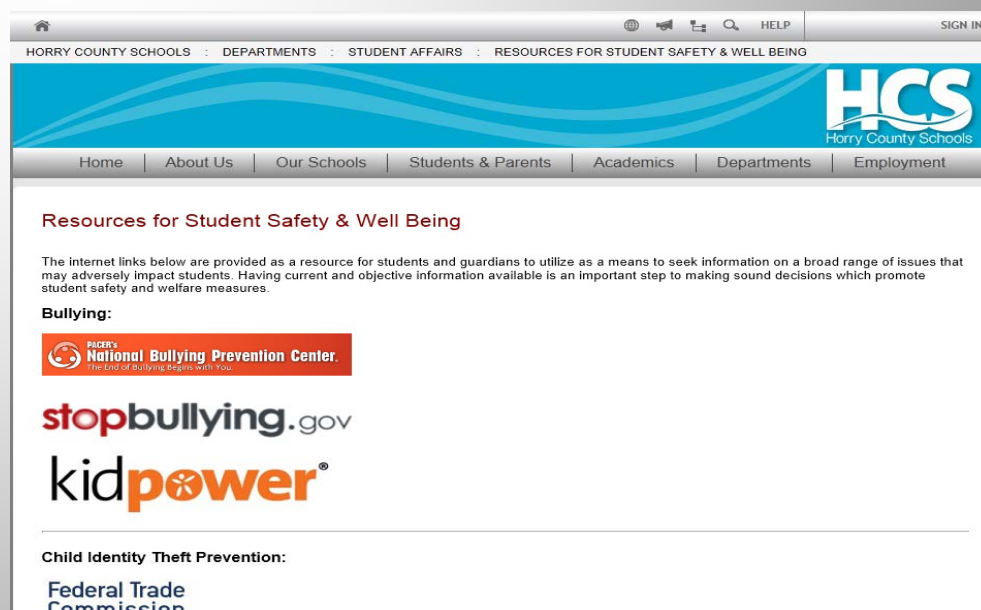 HELP
SIGN IN
HORRY COUNTY SCHOOLS : DEPARTMENTS : STUDENT AFFAIRS : RESOURCES FOR STUDENT SAFETY & WELL BEING
HCS
Horry County Schools
Home | About Us | Our Schools | Students & Parents | Academics | Departments | Employment
Resources for Student Safety & Well Being
The internet links below are provided as a resource for students and guardians to utilize as a means to seek information on a broad range of issues that
may adversely impact students. Having current and objective information available is an important step to making sound decisions which promote
student safety and welfare measures.
Bullying:
PACER's
National Bullying Prevention Center.
The End of Bullying Begins with You.
stopbullying.gov
kidpower®
Child Identity Theft Prevention:
Federal Trade
Commission